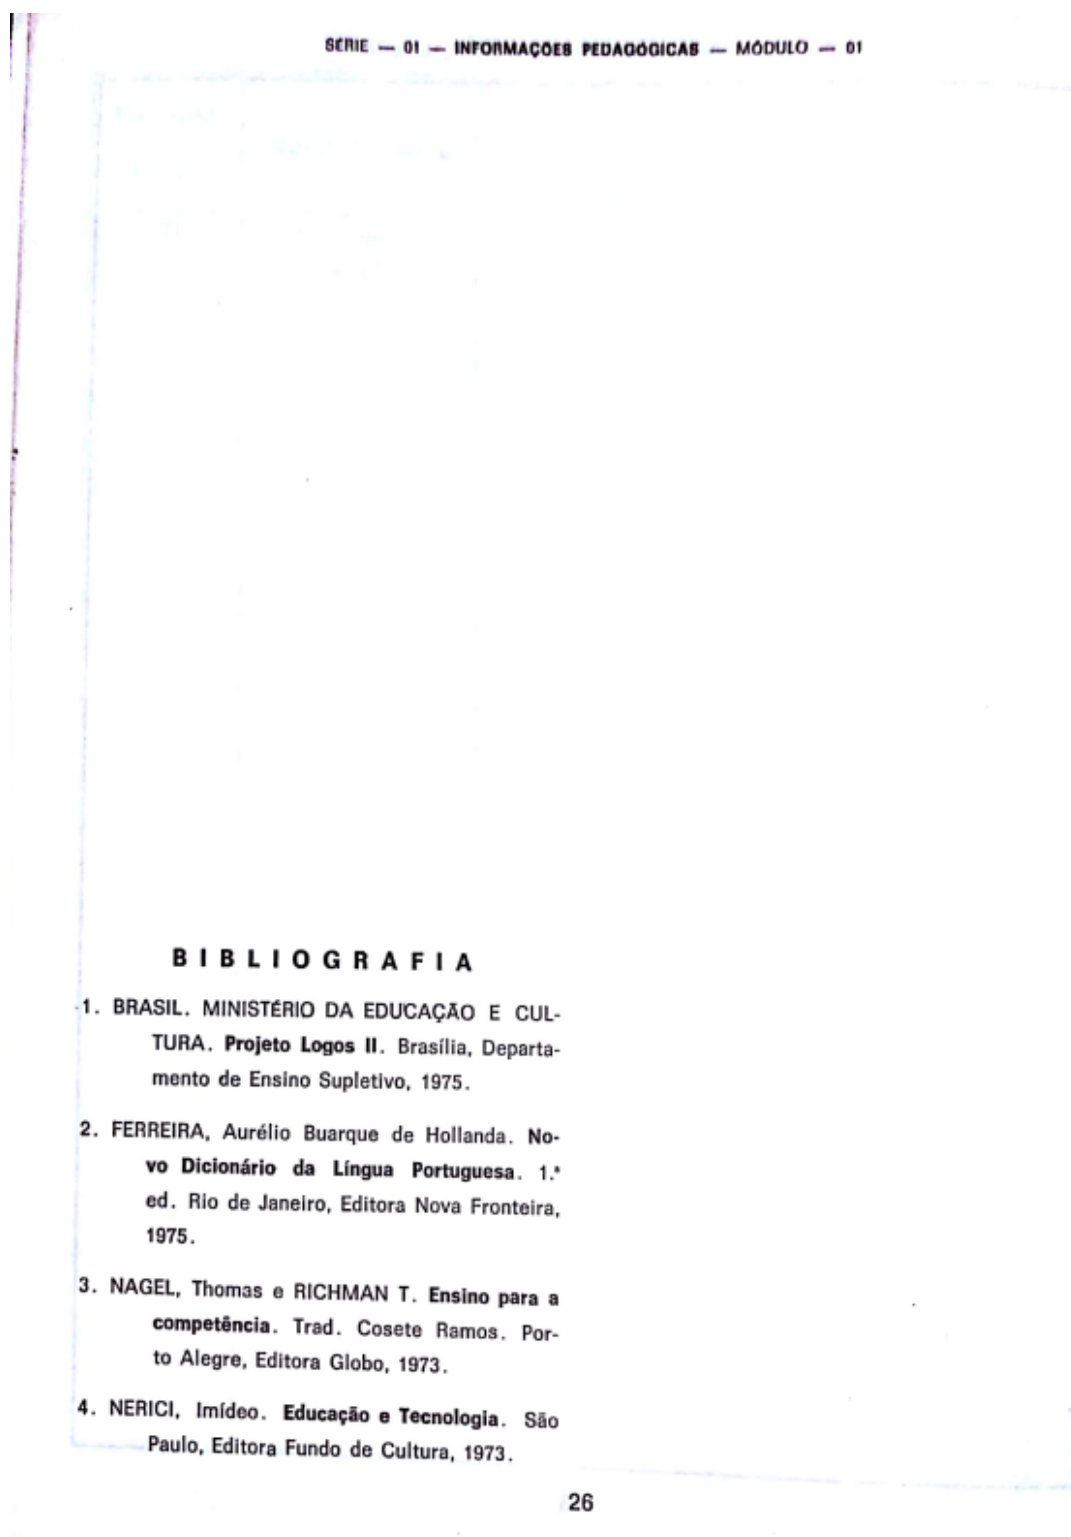 SÉRIE — 01 — INFORMAÇÕES PEDAGÓGICAS — MÓDULO — 01
BIBLIOGRAFIA
1. BRASIL. MINISTÉRIO DA EDUCAÇÃO E CUL-
TURA. Projeto Logos II. Brasília, Departa-
mento de Ensino Supletivo, 1975.
2. FERREIRA, Aurélio Buarque de Hollanda. No-
vo Dicionário da Língua Portuguesa. 1.ª
ed. Rio de Janeiro, Editora Nova Fronteira,
1975.
3. NAGEL, Thomas e RICHMAN T. Ensino para a
competência. Trad. Cosete Ramos. Por-
to Alegre, Editora Globo, 1973.
4. NERICI, Imídeo. Educação e Tecnologia. São
Paulo, Editora Fundo de Cultura, 1973.
26